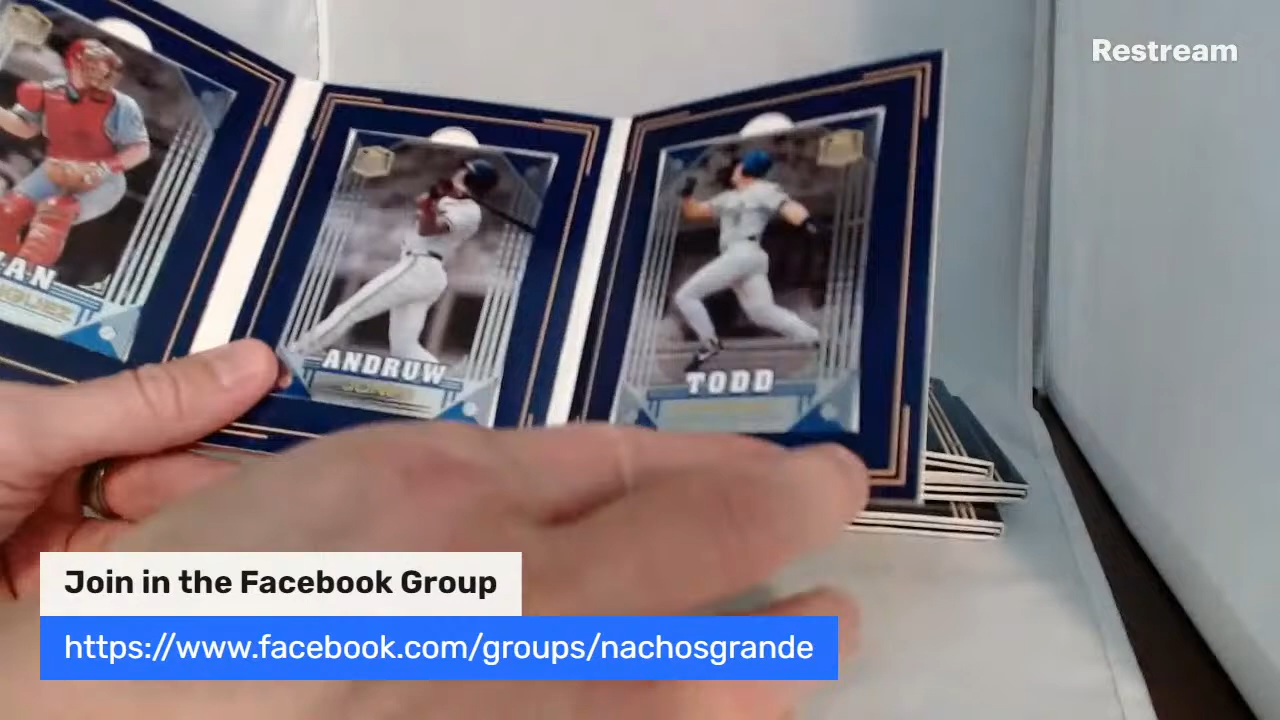 Restream
ANDRUW
TODD
Join in the Facebook Group
https://www.facebook.com/groups/nachosgrande